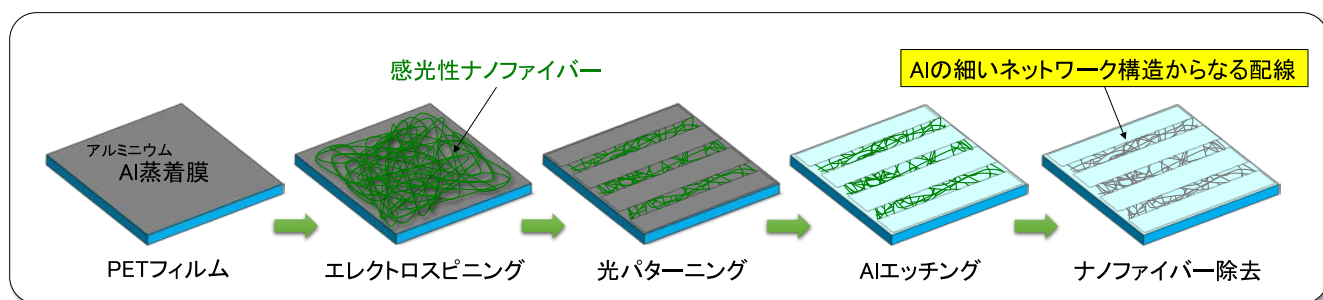 感光性ナノファイバー
Alの細いネットワーク構造からなる配線
アルミニウム
Al蒸着膜
PETフィルム
エレクトロスピニング
光パターニング
Alエッチング
ナノファイバー除去